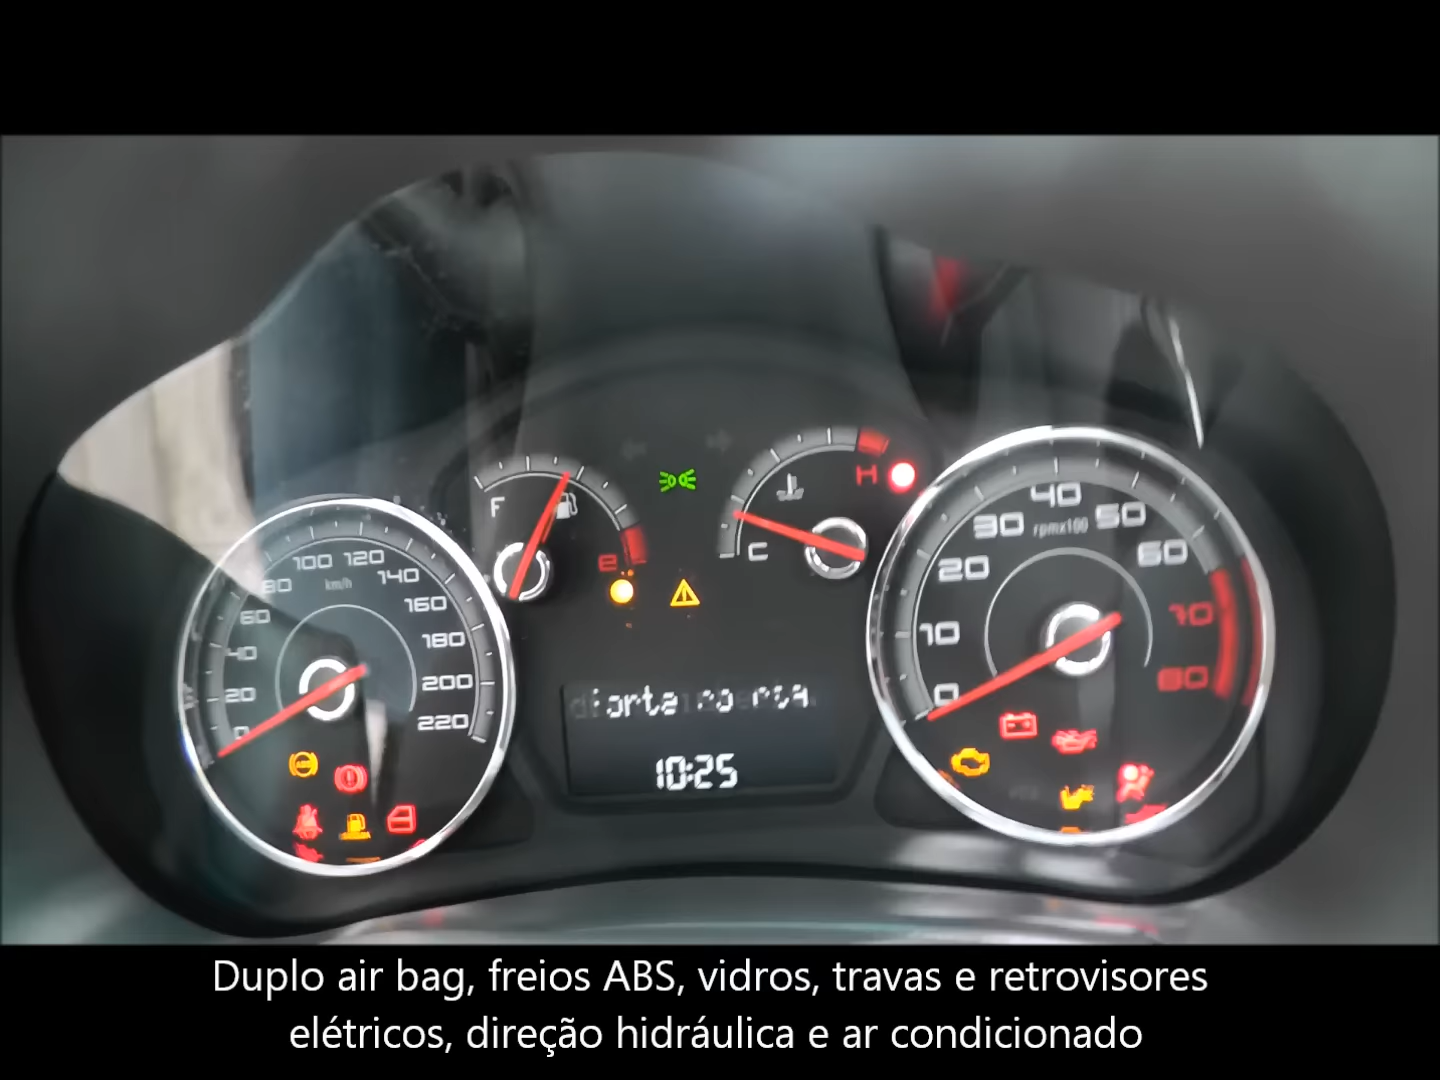 F
e
H
C
km/h
0
20
40
60
80
100
120
140
160
180
200
220
rpmx100
0
10
20
30
40
50
60
70
80
ABS
10:25
Duplo air bag, freios ABS, vidros, travas e retrovisores
elétricos, direção hidráulica e ar condicionado